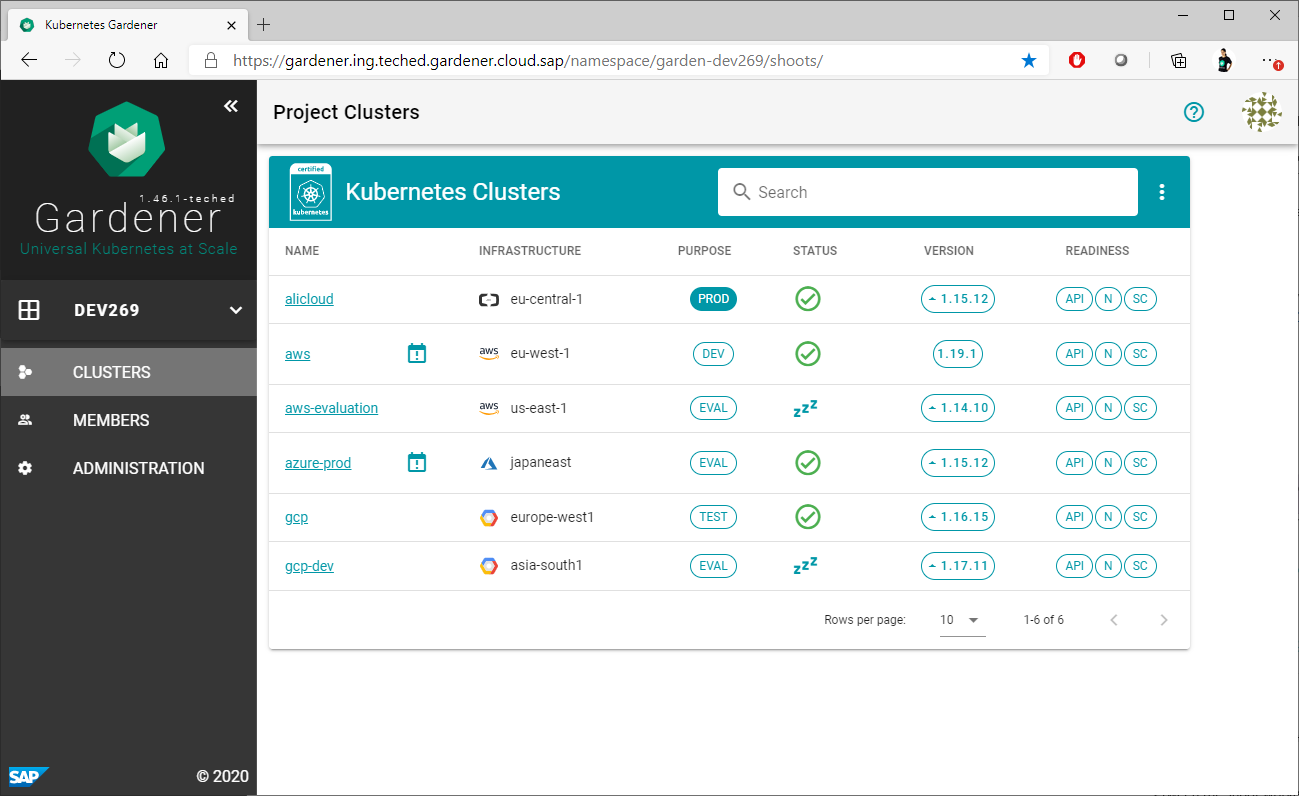 Kubernetes Gardener
https://gardener.ing.teched.gardener.cloud.sap/namespace/garden-dev269/shoots/
1.46.1-teched
Gardener
Universal Kubernetes at Scale
DEV269
CLUSTERS
MEMBERS
ADMINISTRATION
SAP
© 2020
Project Clusters
certified
kubernetes
Kubernetes Clusters
Search
NAME INFRASTRUCTURE PURPOSE STATUS VERSION READINESS
alicloud eu-central-1 PROD 1.15.12 API N SC
aws aws eu-west-1 DEV 1.19.1 API N SC
aws-evaluation aws us-east-1 EVAL zzZ 1.14.10 API N SC
azure-prod japaneast EVAL 1.15.12 API N SC
gcp europe-west1 TEST 1.16.15 API N SC
gcp-dev asia-south1 EVAL zzZ 1.17.11 API N SC
Rows per page: 10 1-6 of 6